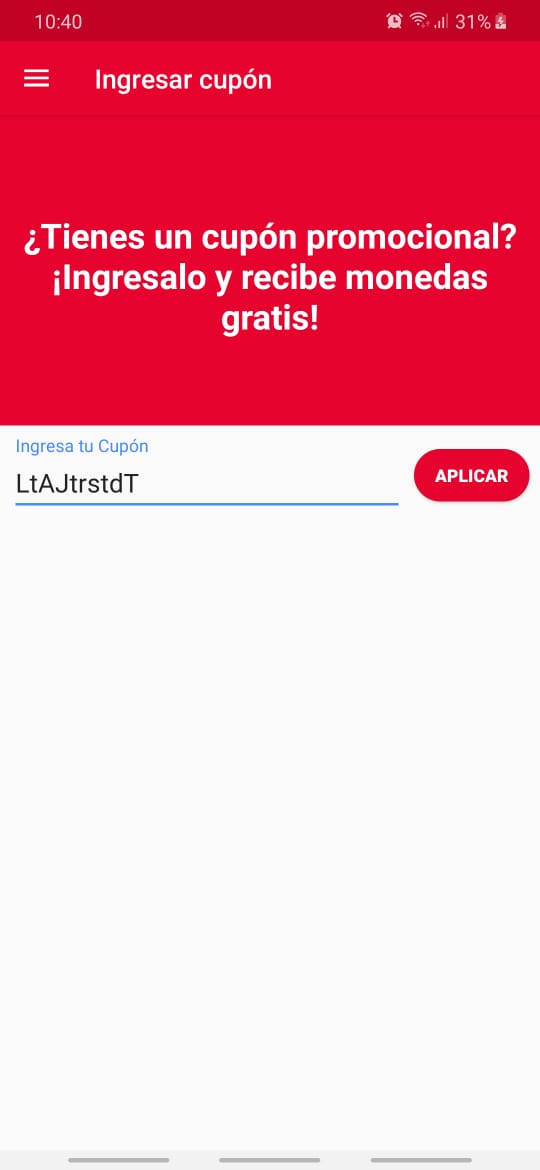 10:40
31%
Ingresar cupón
¿Tienes un cupón promocional?
¡Ingresalo y recibe monedas
gratis!
Ingresa tu Cupón
LtAJtrstdT
APLICAR